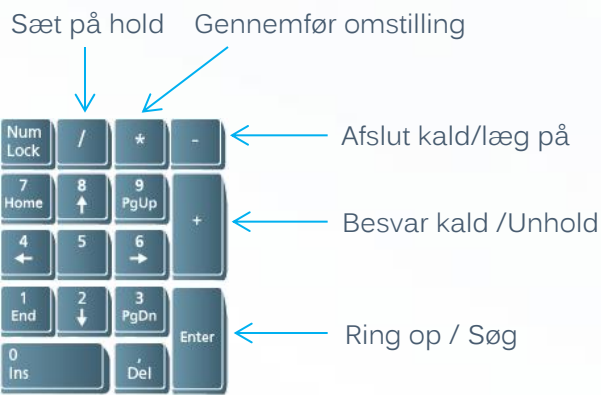 Sæt på hold
Gennemfør omstilling
Num
Lock
/
*
-
Afslut kald/læg på
7
Home
8
9
PgUp
+
Besvar kald /Unhold
4
5
6
1
End
2
3
PgDn
Enter
Ring op / Søg
0
Ins
,
Del